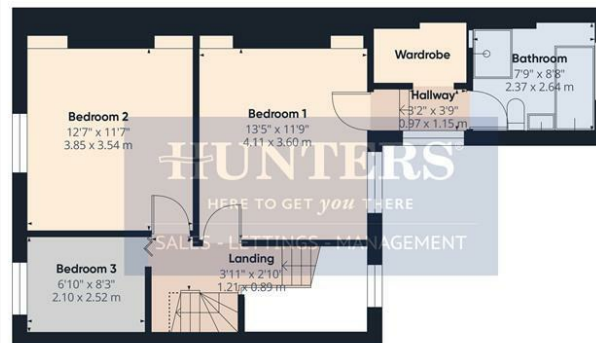 Wardrobe
Bathroom
7'9" x 8'8"
2.37 x 2.64 m
Hallway
3'2" x 3'9"
0.97 x 1.15 m
Bedroom 2
12'7" x 11'7"
3.85 x 3.54 m
Bedroom 1
13'5" x 11'9"
4.11 x 3.60 m
HUNTERS®
HERE TO GET you THERE
SALES - LETTINGS - MANAGEMENT
Bedroom 3
6'10" x 8'3"
2.10 x 2.52 m
Landing
3'11" x 2'10"
1.21 x 0.89 m